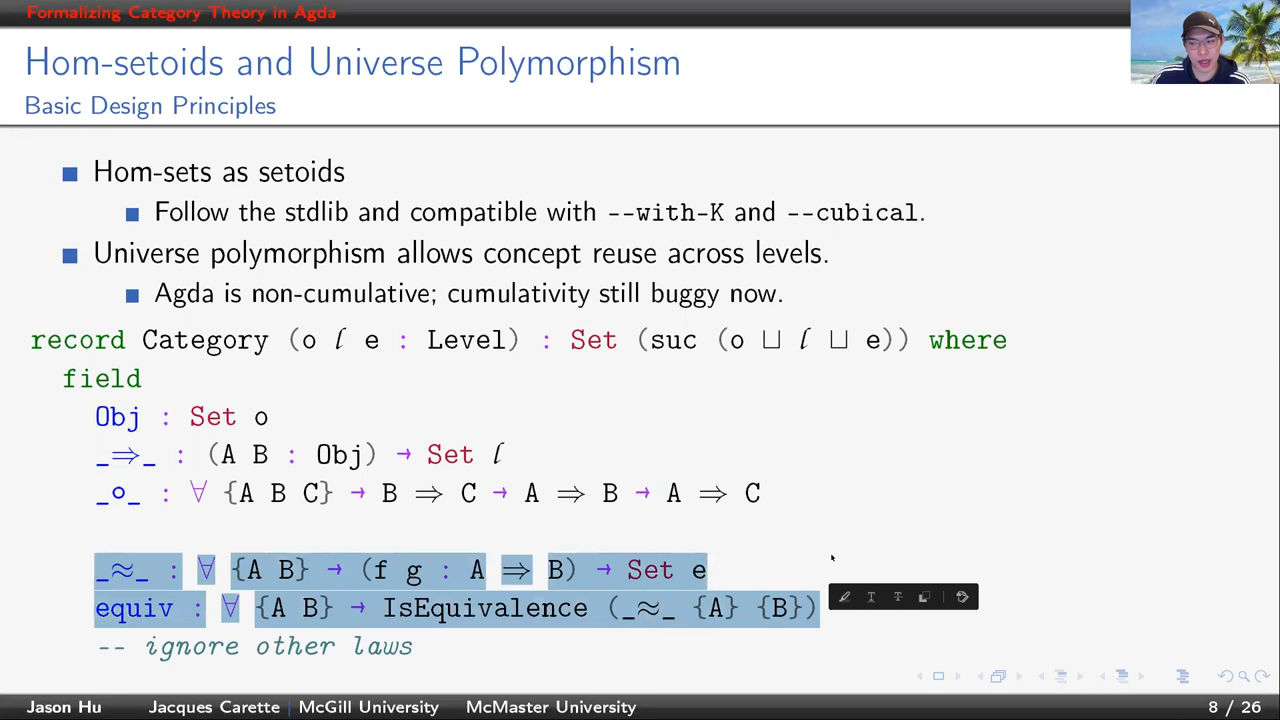 Formalizing Category Theory in Agda
Hom-setoids and Universe Polymorphism
Basic Design Principles
Hom-sets as setoids
Follow the stdlib and compatible with --with-K and --cubical.
Universe polymorphism allows concept reuse across levels.
Agda is non-cumulative; cumulativity still buggy now.
record Category (o ℓ e : Level) : Set (suc (o ⊔ ℓ ⊔ e)) where
field
Obj : Set o
_⇒_ : (A B : Obj) → Set ℓ
_∘_ : ∀ {A B C} → B ⇒ C → A ⇒ B → A ⇒ C
_≈_ : ∀ {A B} → (f g : A ⇒ B) → Set e
equiv : ∀ {A B} → IsEquivalence (_≈_ {A} {B})
-- ignore other laws
Jason Hu Jacques Carette McGill University McMaster University 8 / 26